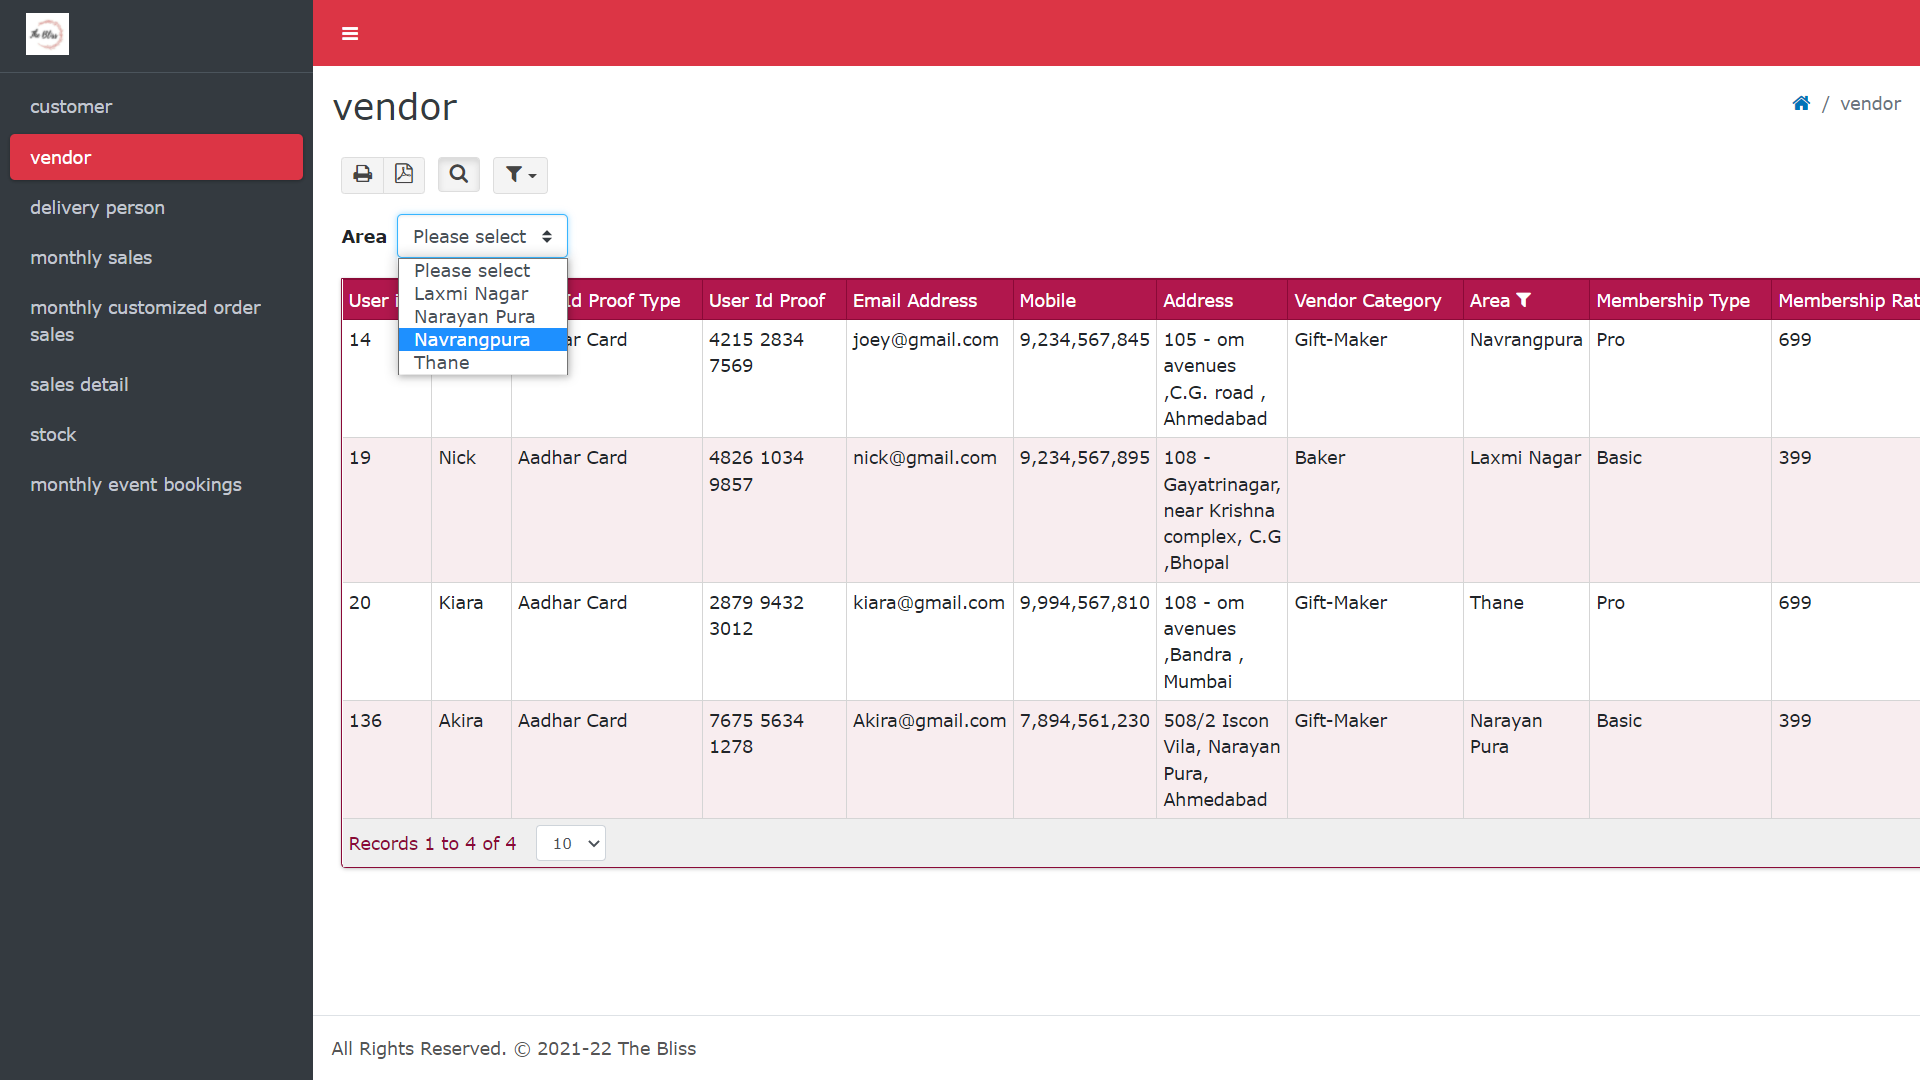 The Bliss
customer
vendor
delivery person
monthly sales
monthly customized order
sales
sales detail
stock
monthly event bookings
vendor
/ vendor
Area Please select
Please select
Laxmi Nagar
Narayan Pura
Navrangpura
Thane
User Id Proof Type User Id Proof Email Address Mobile Address Vendor Category Area Membership Type Membership Rat
14 ar Card 4215 2834 joey@gmail.com 9,234,567,845 105 - om Gift-Maker Navrangpura Pro 699
7569 avenues
,C.G. road ,
Ahmedabad
19 Nick Aadhar Card 4826 1034 nick@gmail.com 9,234,567,895 108 - Baker Laxmi Nagar Basic 399
9857 Gayatrinagar,
near Krishna
complex, C.G
,Bhopal
20 Kiara Aadhar Card 2879 9432 kiara@gmail.com 9,994,567,810 108 - om Gift-Maker Thane Pro 699
3012 avenues
,Bandra ,
Mumbai
136 Akira Aadhar Card 7675 5634 Akira@gmail.com 7,894,561,230 508/2 Iscon Gift-Maker Narayan Basic 399
1278 Vila, Narayan Pura
Pura,
Ahmedabad
Records 1 to 4 of 4 10
All Rights Reserved. © 2021-22 The Bliss